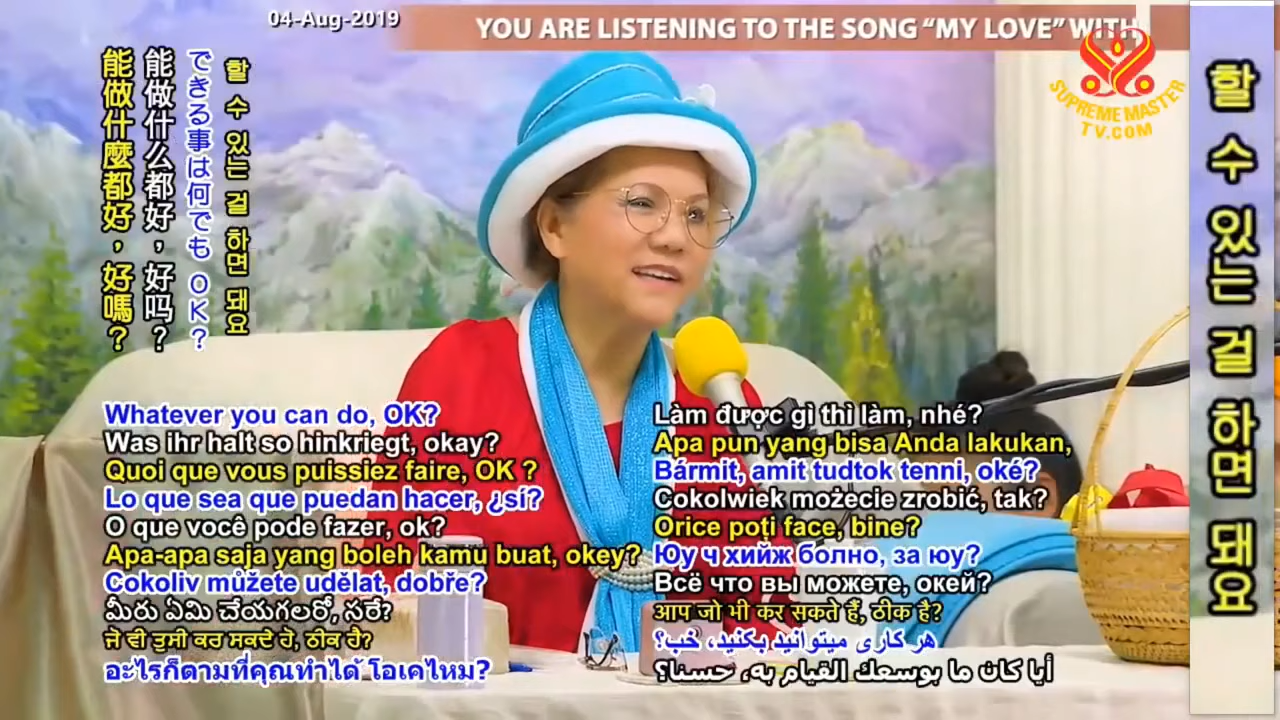 04-Aug-2019
YOU ARE LISTENING TO THE SONG “MY LOVE” WITH
SUPREME MASTER
TV.COM
能做什麼都好，好嗎？
能做什么都好，好吗？
できる事は何でも OK？
할 수 있는 걸 하면 돼요
할 수 있는 걸 하면 돼요
Whatever you can do, OK?
Was ihr halt so hinkriegt, okay?
Quoi que vous puissiez faire, OK ?
Lo que sea que puedan hacer, ¿sí?
O que você pode fazer, ok?
Apa-apa saja yang boleh kamu buat, okey?
Cokoliv můžete udělat, dobře?
మీరు ఏమి చేయగలరో, సరే?
ਜੋ ਵੀ ਤੁਸੀ ਕਰ ਸਕਦੇ ਹੋ, ਠੀਕ ਹੈ?
อะไรก็ตามที่คุณทำได้ โอเคไหม?
Làm được gì thì làm, nhé?
Apa pun yang bisa Anda lakukan,
Bármit, amit tudtok tenni, oké?
Cokolwiek możecie zrobić, tak?
Orice poți face, bine?
Юу ч хийж болно, за юу?
Всё что вы можете, окей?
आप जो भी कर सकते हैं, ठीक है?
هر کاری میتوانید بکنید، خب؟
أيا كان ما بوسعك القيام به، حسنا؟